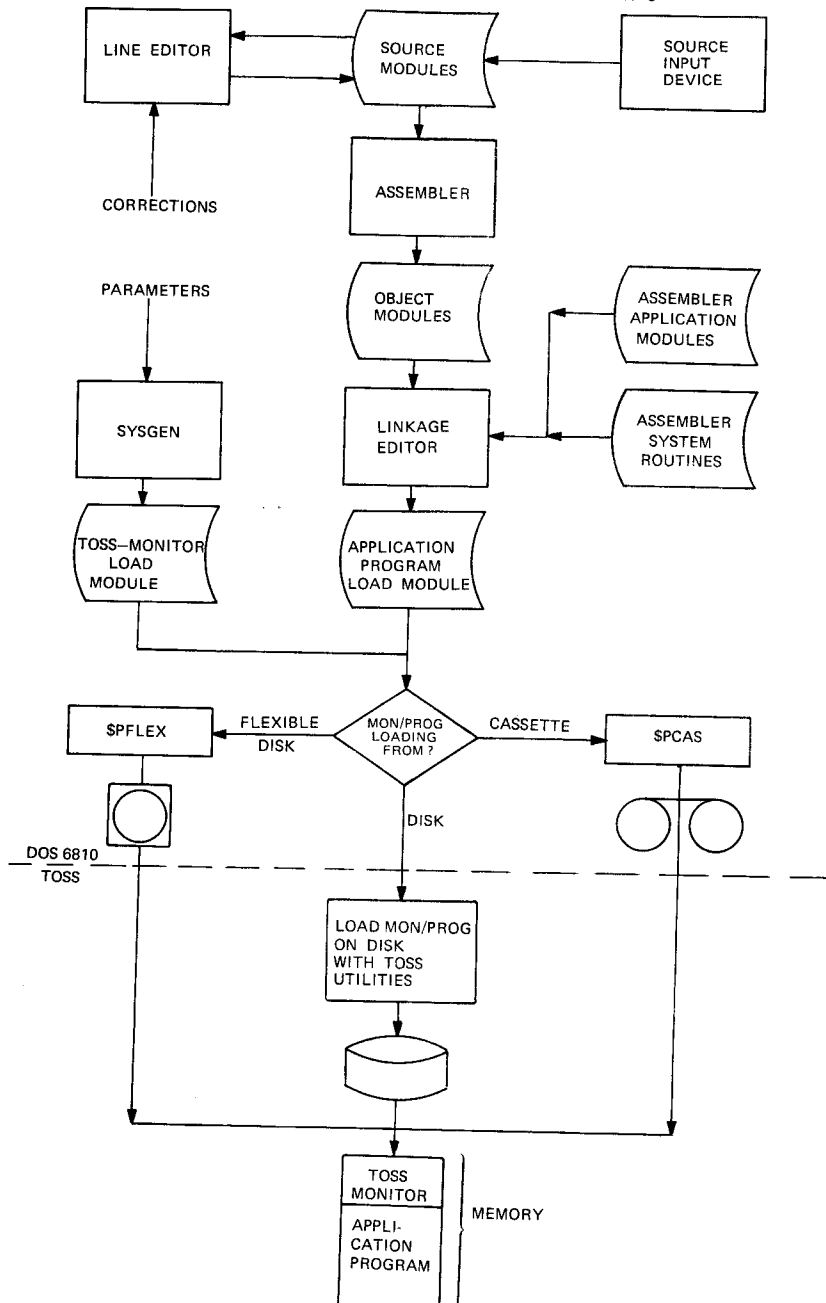 LINE EDITOR
SOURCE
MODULES
SOURCE
INPUT
DEVICE
ASSEMBLER
CORRECTIONS
PARAMETERS
OBJECT
MODULES
ASSEMBLER
APPLICATION
MODULES
SYSGEN
LINKAGE
EDITOR
ASSEMBLER
SYSTEM
ROUTINES
TOSS–MONITOR
LOAD
MODULE
APPLICATION
PROGRAM
LOAD MODULE
$PFLEX
FLEXIBLE
DISK
MON/PROG
LOADING
FROM ?
CASSETTE
$PCAS
DISK
DOS 6810
TOSS
LOAD MON/PROG
ON DISK
WITH TOSS
UTILITIES
TOSS
MONITOR
APPLI-
CATION
PROGRAM
MEMORY